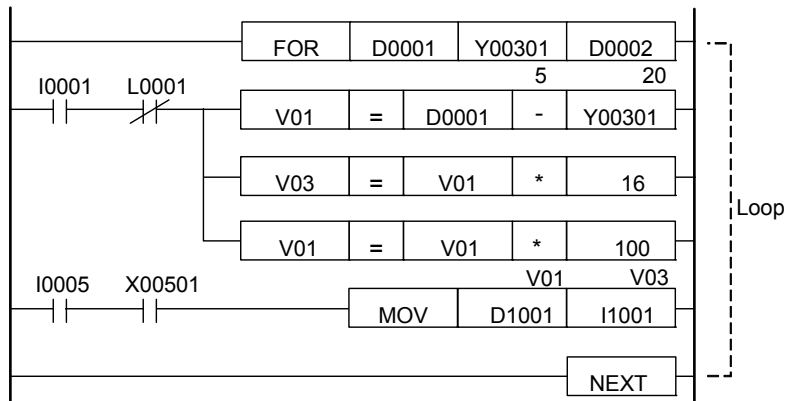 FOR D0001 Y00301 D0002
5 20
I0001 L0001
V01 = D0001 - Y00301
V03 = V01 * 16
Loop
V01 = V01 * 100
I0005 X00501 V01 V03
MOV D1001 I1001
NEXT